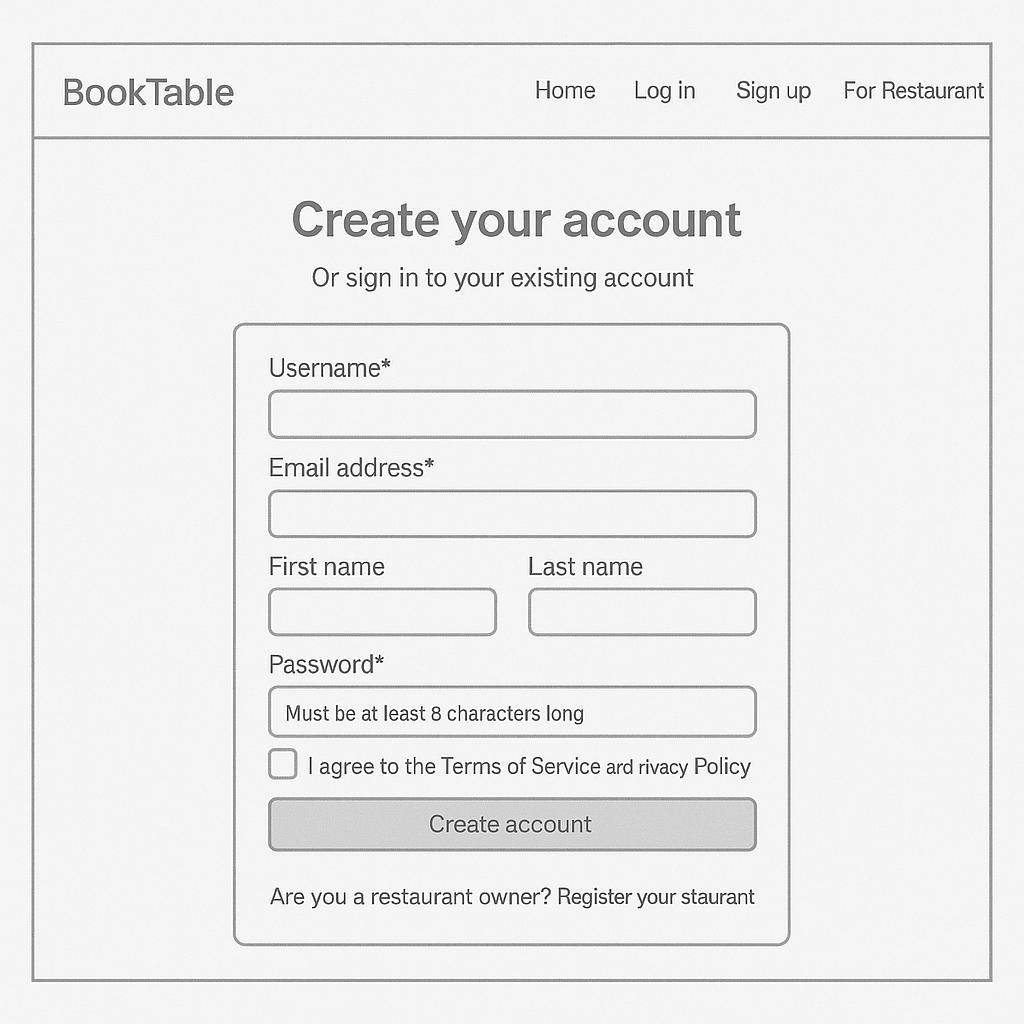 BookTable
Home Log in Sign up For Restaurant
Create your account
Or sign in to your existing account
Username*
Email address*
First name Last name
Password*
Must be at least 8 characters long
I agree to the Terms of Service ard rivacy Policy
Create account
Are you a restaurant owner? Register your staurant